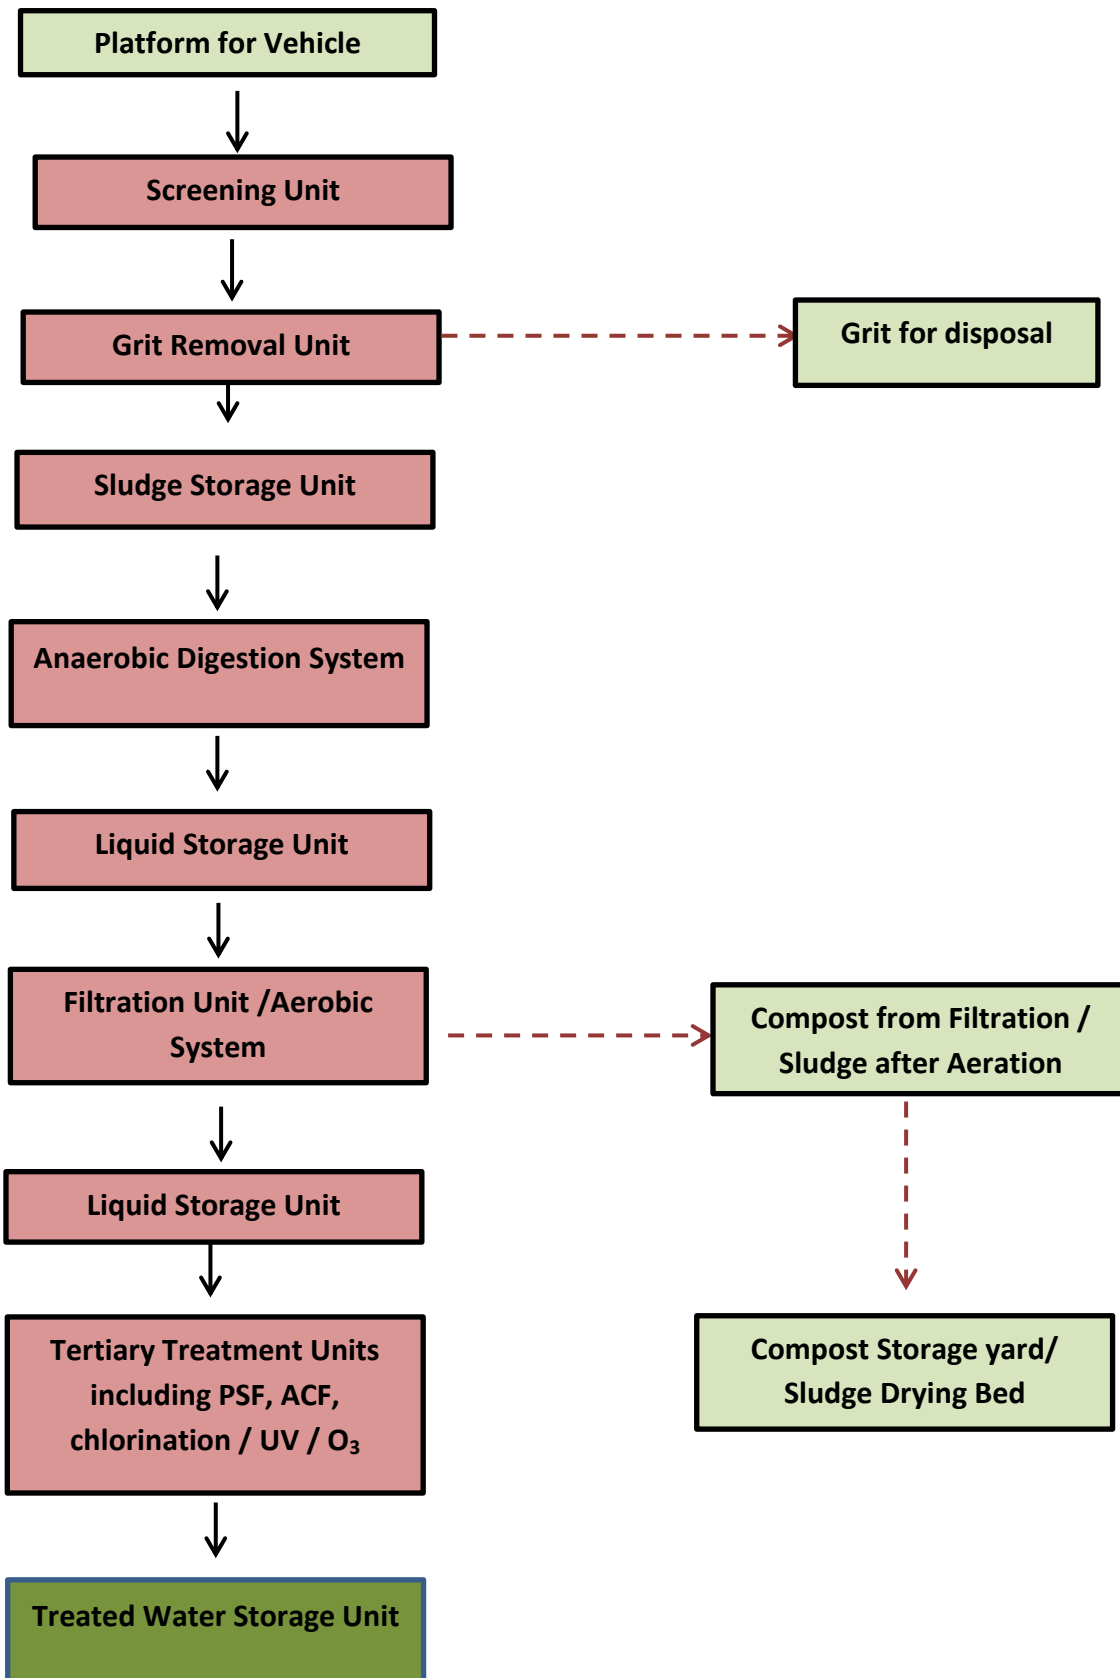 Platform for Vehicle
Screening Unit
Grit Removal Unit
Grit for disposal
Sludge Storage Unit
Anaerobic Digestion System
Liquid Storage Unit
Filtration Unit /Aerobic
System
Compost from Filtration /
Sludge after Aeration
Liquid Storage Unit
Tertiary Treatment Units
including PSF, ACF,
chlorination / UV / O₃
Compost Storage yard/
Sludge Drying Bed
Treated Water Storage Unit